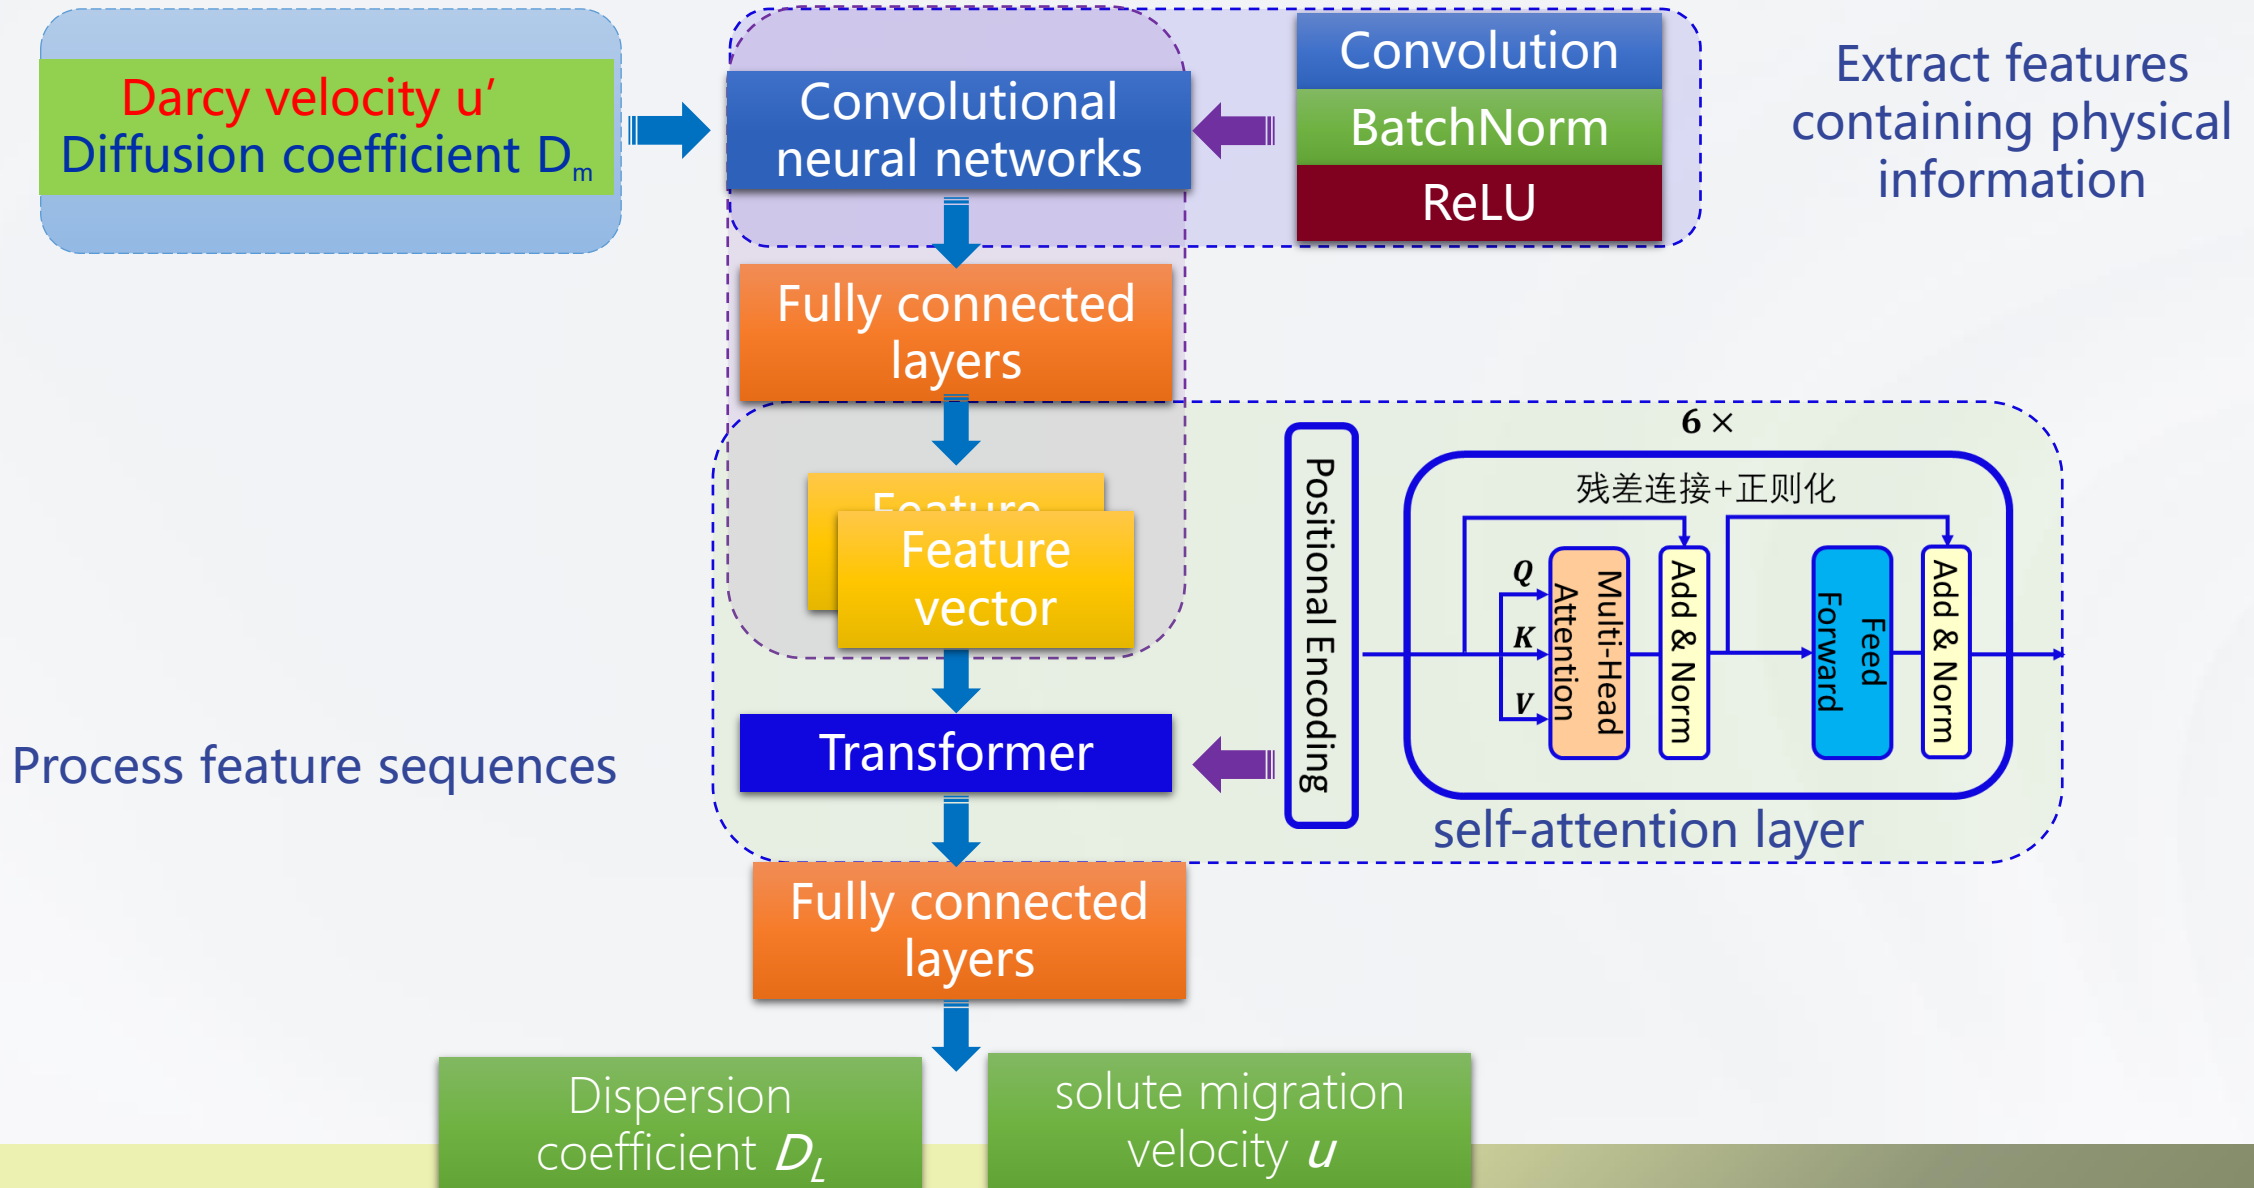 Darcy velocity u'
Diffusion coefficient Dm
Convolutional
neural networks
Convolution
BatchNorm
ReLU
Extract features
containing physical
information
Fully connected
layers
Feature
Feature
vector
Transformer
Process feature sequences
Positional Encoding
6 ×
残差连接+正则化
Q
K
V
Multi-Head
Attention
Add & Norm
Feed
Forward
Add & Norm
self-attention layer
Fully connected
layers
Dispersion
coefficient DL
solute migration
velocity u